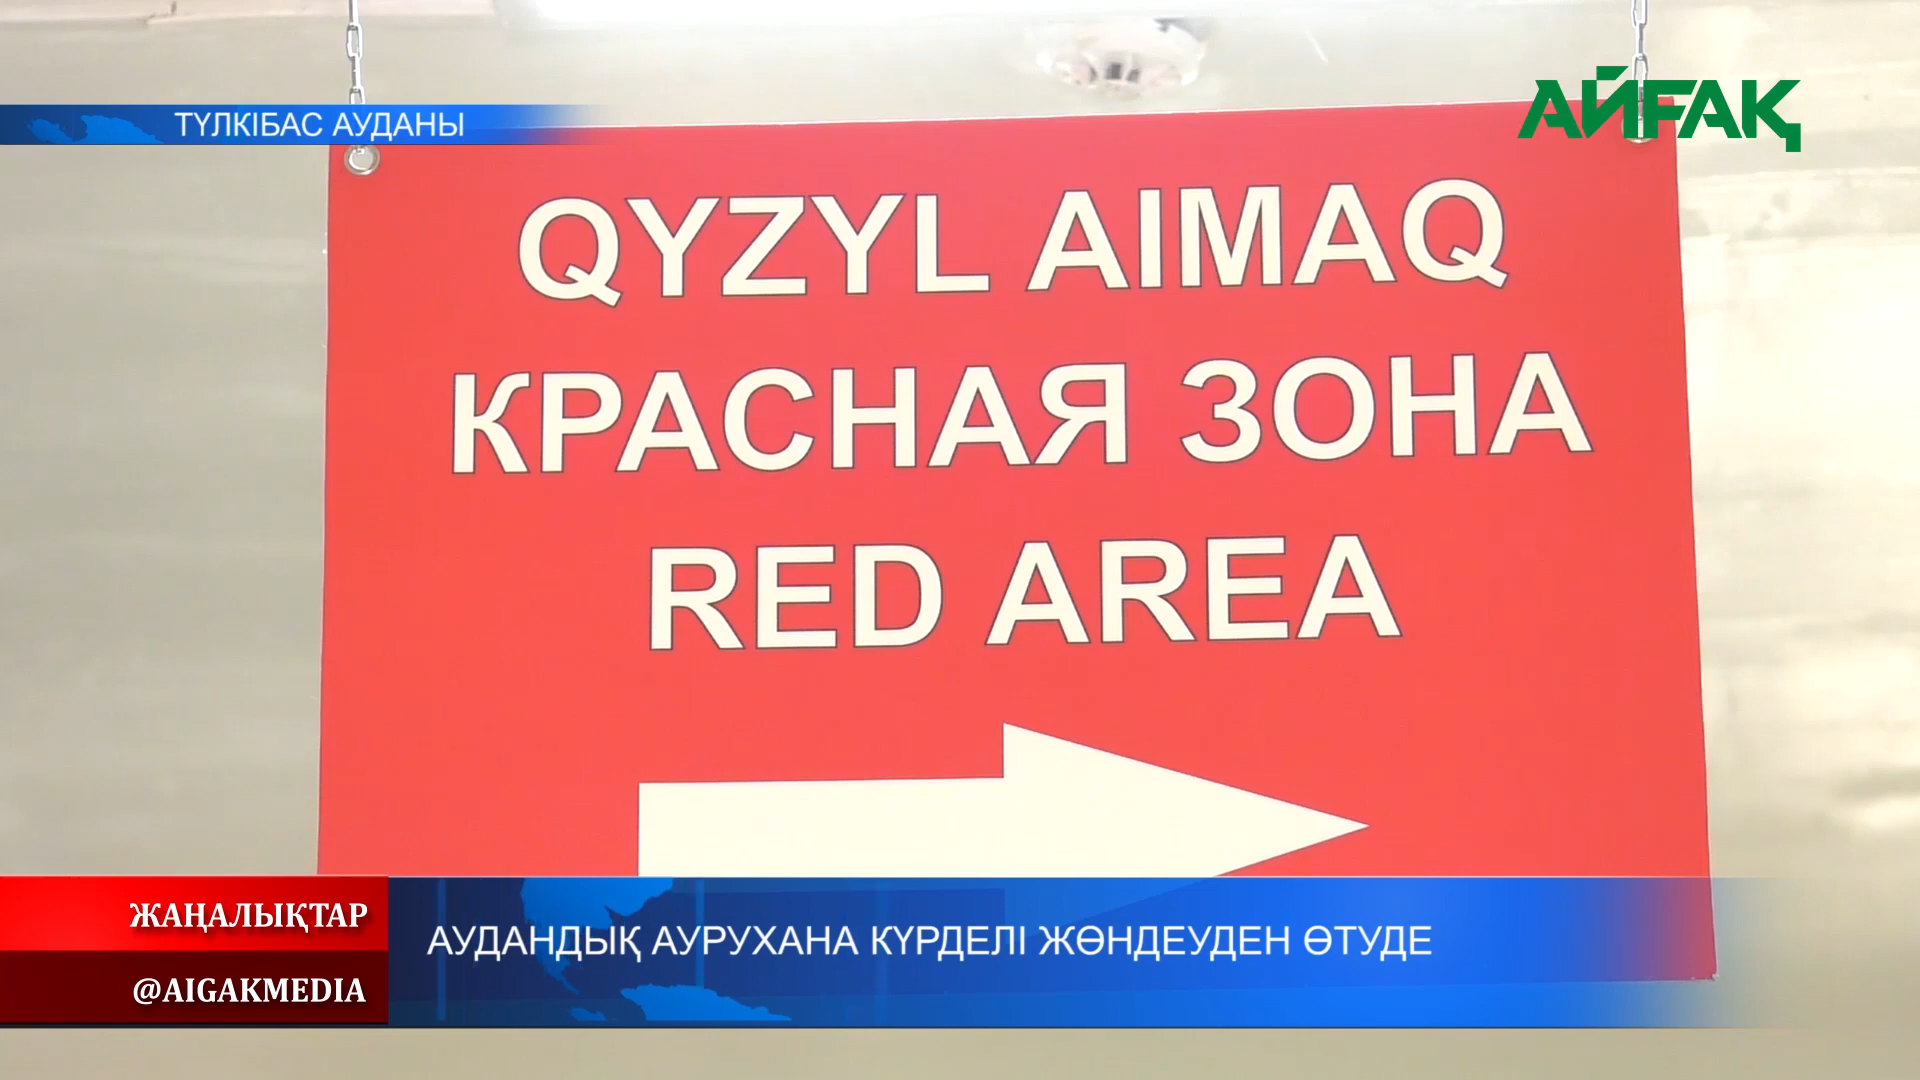 АЙҒАҚ
ТҮЛКІБАС АУДАНЫ
QYZYL AIMAQ
КРАСНАЯ ЗОНА
RED AREA
ЖАҢАЛЫҚТАР
АУДАНДЫҚ АУРУХАНА КҮРДЕЛІ ЖӨНДЕУДЕН ӨТУДЕ
@AIGAKMEDIA